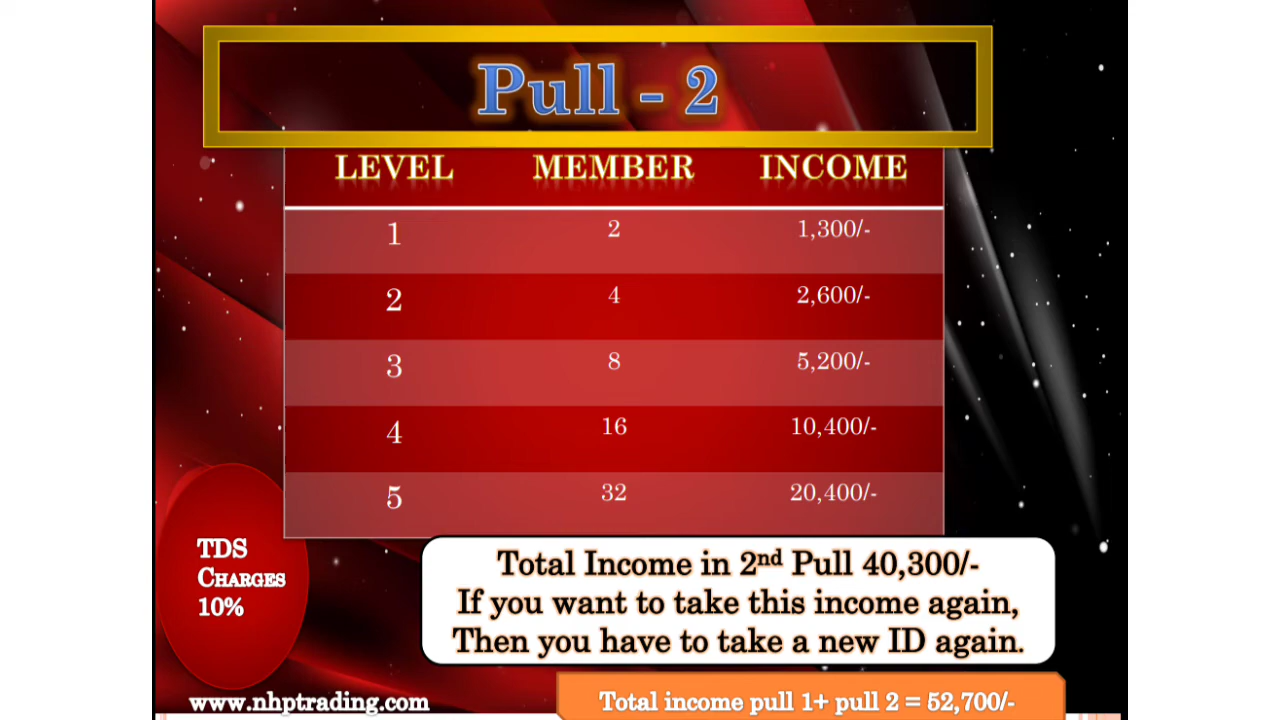 Pull - 2
LEVEL MEMBER INCOME
1 2 1,300/-
2 4 2,600/-
3 8 5,200/-
4 16 10,400/-
5 32 20,400/-
TDS
CHARGES
10%
Total Income in 2nd Pull 40,300/-
If you want to take this income again,
Then you have to take a new ID again.
www.nhptrading.com
Total income pull 1+ pull 2 = 52,700/-